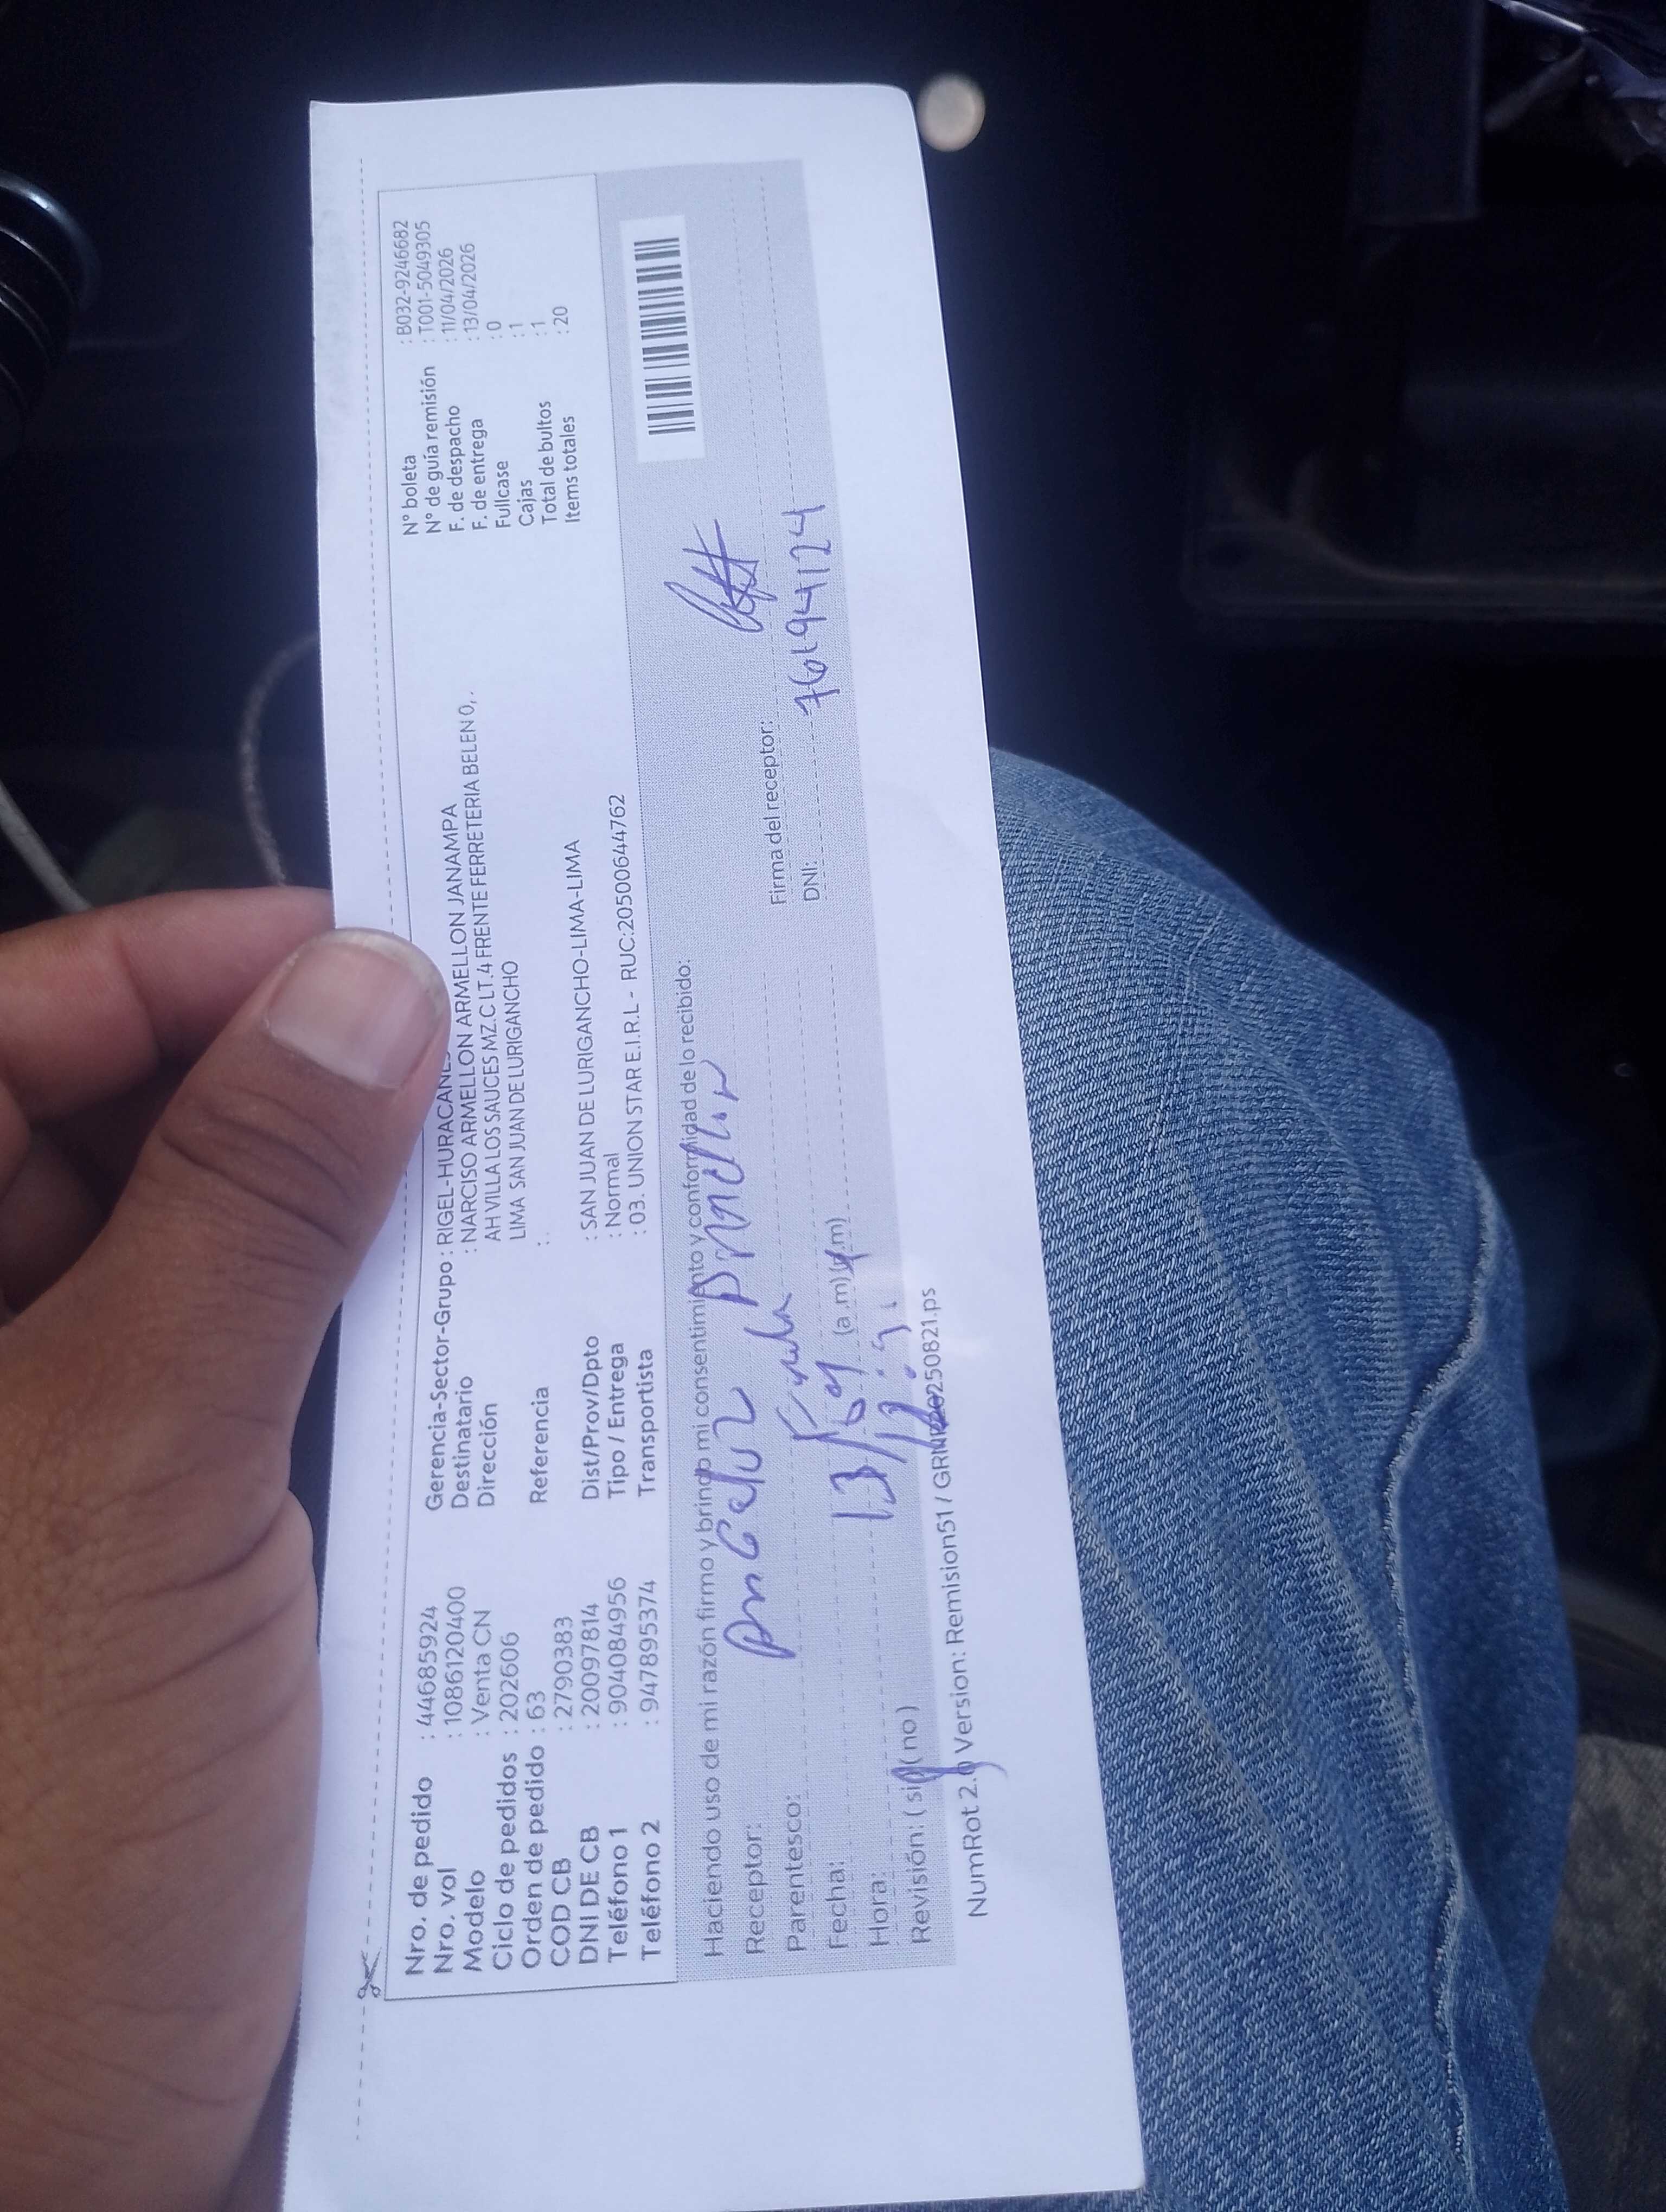 Nro. de pedido : 44685924
Nro. vol : 1086120400
Modelo : Venta CN
Ciclo de pedidos : 202606
Orden de pedido : 63
COD CB : 2790383
DNI DE CB : 20097814
Teléfono 1 : 904084956
Teléfono 2 : 947895374
Gerencia-Sector-Grupo : RIGEL-HURACANES
Destinatario : NARCISO ARMELLON ARMELLON JANAMPA
Dirección AH VILLA LOS SAUCES MZ.C LT.4 FRENTE FERRETERIA BELEN 0,.
LIMA SAN JUAN DE LURIGANCHO
Referencia : .
Dist/Prov/Dpto : SAN JUAN DE LURIGANCHO-LIMA-LIMA
Tipo / Entrega : Normal
Transportista : 03. UNION STAR E.I.R.L - RUC:20500644762
N° boleta : B032-9246682
N° de guía remisión : T001-5049305
F. de despacho : 11/04/2026
F. de entrega : 13/04/2026
Fullcase : 0
Cajas : 1
Total de bultos : 1
Items totales : 20
Haciendo uso de mi razón firmo y brindo mi consentimiento y conformidad de lo recibido:
Receptor:
Parentesco:
Fecha: 13/
Hora: (a.m) (p.m)
Revisión: ( si ) ( no )
Firma del receptor:
DNI:
NumRot 2.0 Version: Remision51 / 20250821.ps